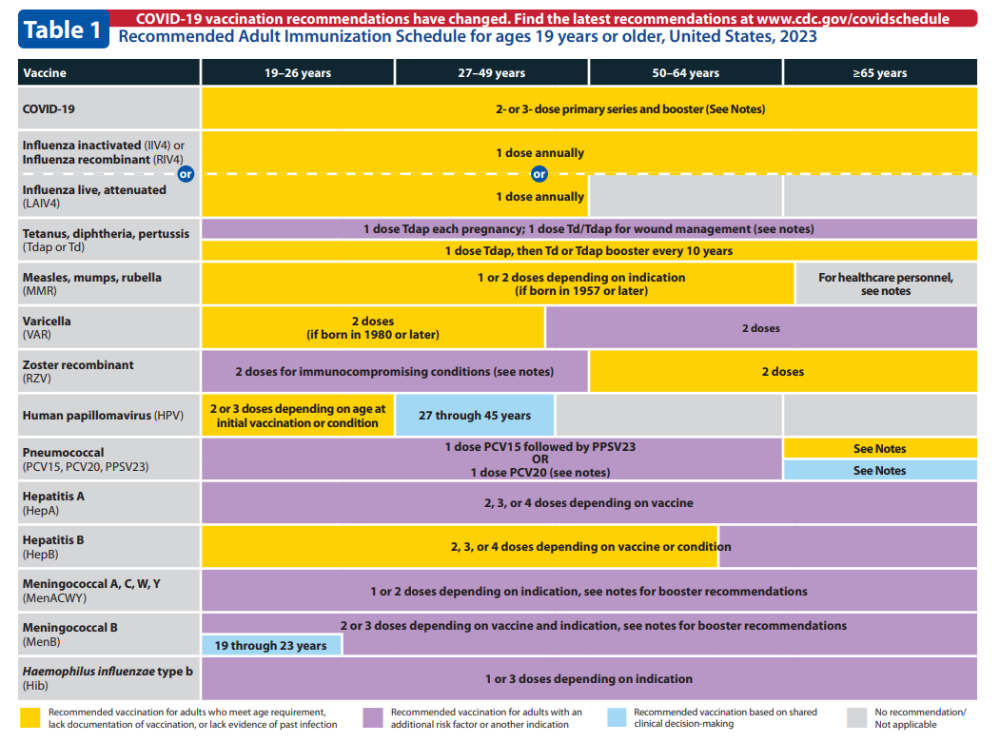 COVID-19 vaccination recommendations have changed. Find the latest recommendations at www.cdc.gov/covidschedule
Table 1
Recommended Adult Immunization Schedule for ages 19 years or older, United States, 2023
Vaccine
19–26 years
27–49 years
50–64 years
≥65 years
COVID-19
2- or 3- dose primary series and booster (See Notes)
Influenza inactivated (IIV4) or
Influenza recombinant (RIV4)
1 dose annually
or
or
Influenza live, attenuated
(LAIV4)
1 dose annually
Tetanus, diphtheria, pertussis
(Tdap or Td)
1 dose Tdap each pregnancy; 1 dose Td/Tdap for wound management (see notes)
1 dose Tdap, then Td or Tdap booster every 10 years
Measles, mumps, rubella
(MMR)
1 or 2 doses depending on indication
(if born in 1957 or later)
For healthcare personnel,
see notes
Varicella
(VAR)
2 doses
(if born in 1980 or later)
2 doses
Zoster recombinant
(RZV)
2 doses for immunocompromising conditions (see notes)
2 doses
Human papillomavirus (HPV)
2 or 3 doses depending on age at
initial vaccination or condition
27 through 45 years
Pneumococcal
(PCV15, PCV20, PPSV23)
1 dose PCV15 followed by PPSV23
OR
1 dose PCV20 (see notes)
See Notes
See Notes
Hepatitis A
(HepA)
2, 3, or 4 doses depending on vaccine
Hepatitis B
(HepB)
2, 3, or 4 doses depending on vaccine or condition
Meningococcal A, C, W, Y
(MenACWY)
1 or 2 doses depending on indication, see notes for booster recommendations
Meningococcal B
(MenB)
2 or 3 doses depending on vaccine and indication, see notes for booster recommendations
19 through 23 years
Haemophilus influenzae type b
(Hib)
1 or 3 doses depending on indication
Recommended vaccination for adults who meet age requirement,
lack documentation of vaccination, or lack evidence of past infection
Recommended vaccination for adults with an
additional risk factor or another indication
Recommended vaccination based on shared
clinical decision-making
No recommendation/
Not applicable